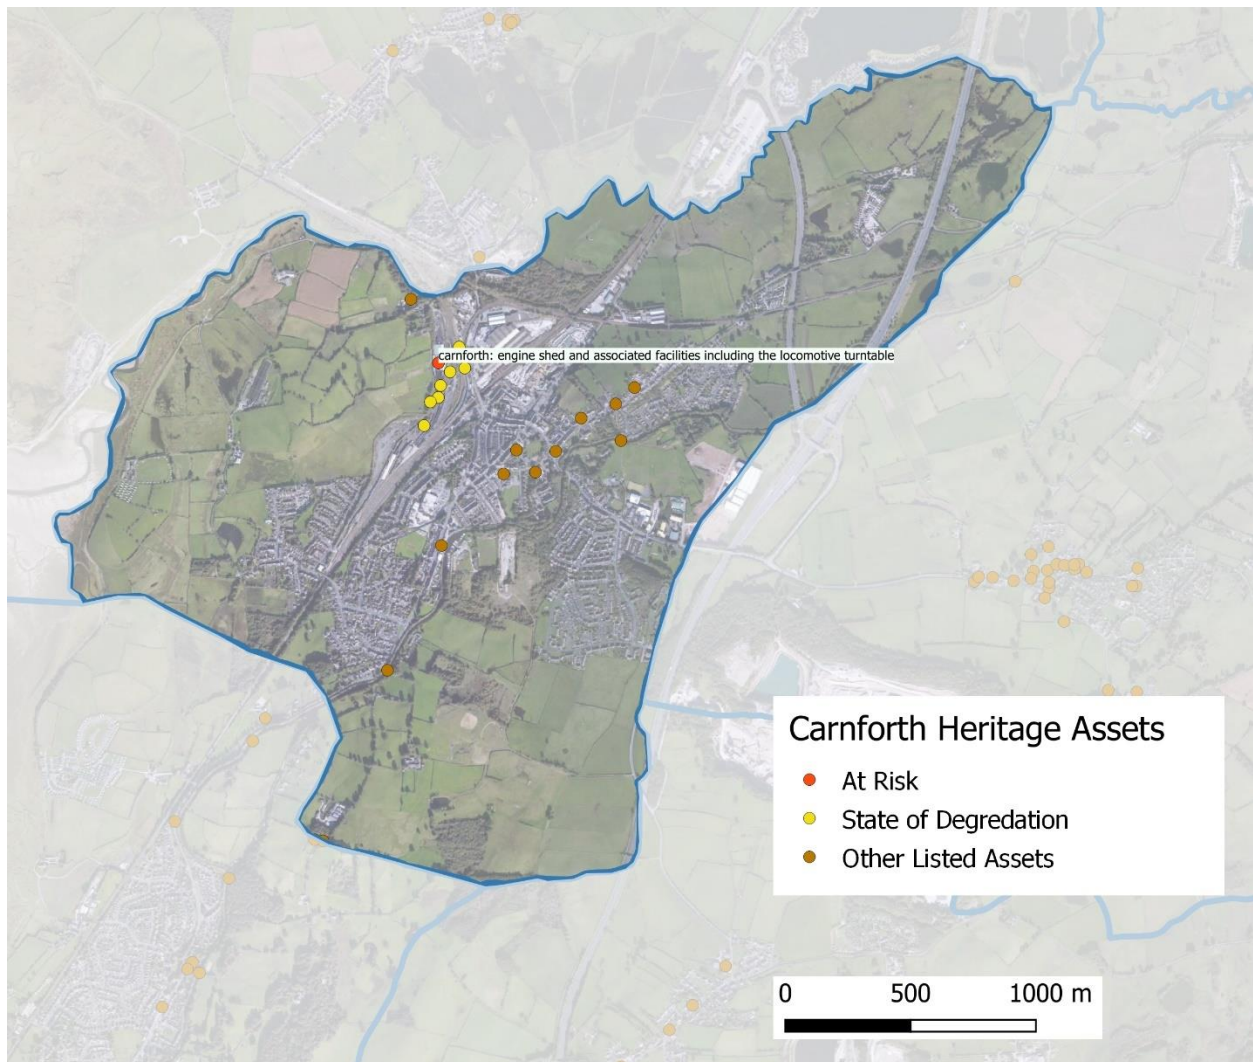 carnforth: engine shed and associated facilities including the locomotive turntable
Carnforth Heritage Assets
At Risk
State of Degredation
Other Listed Assets
0 500 1000 m